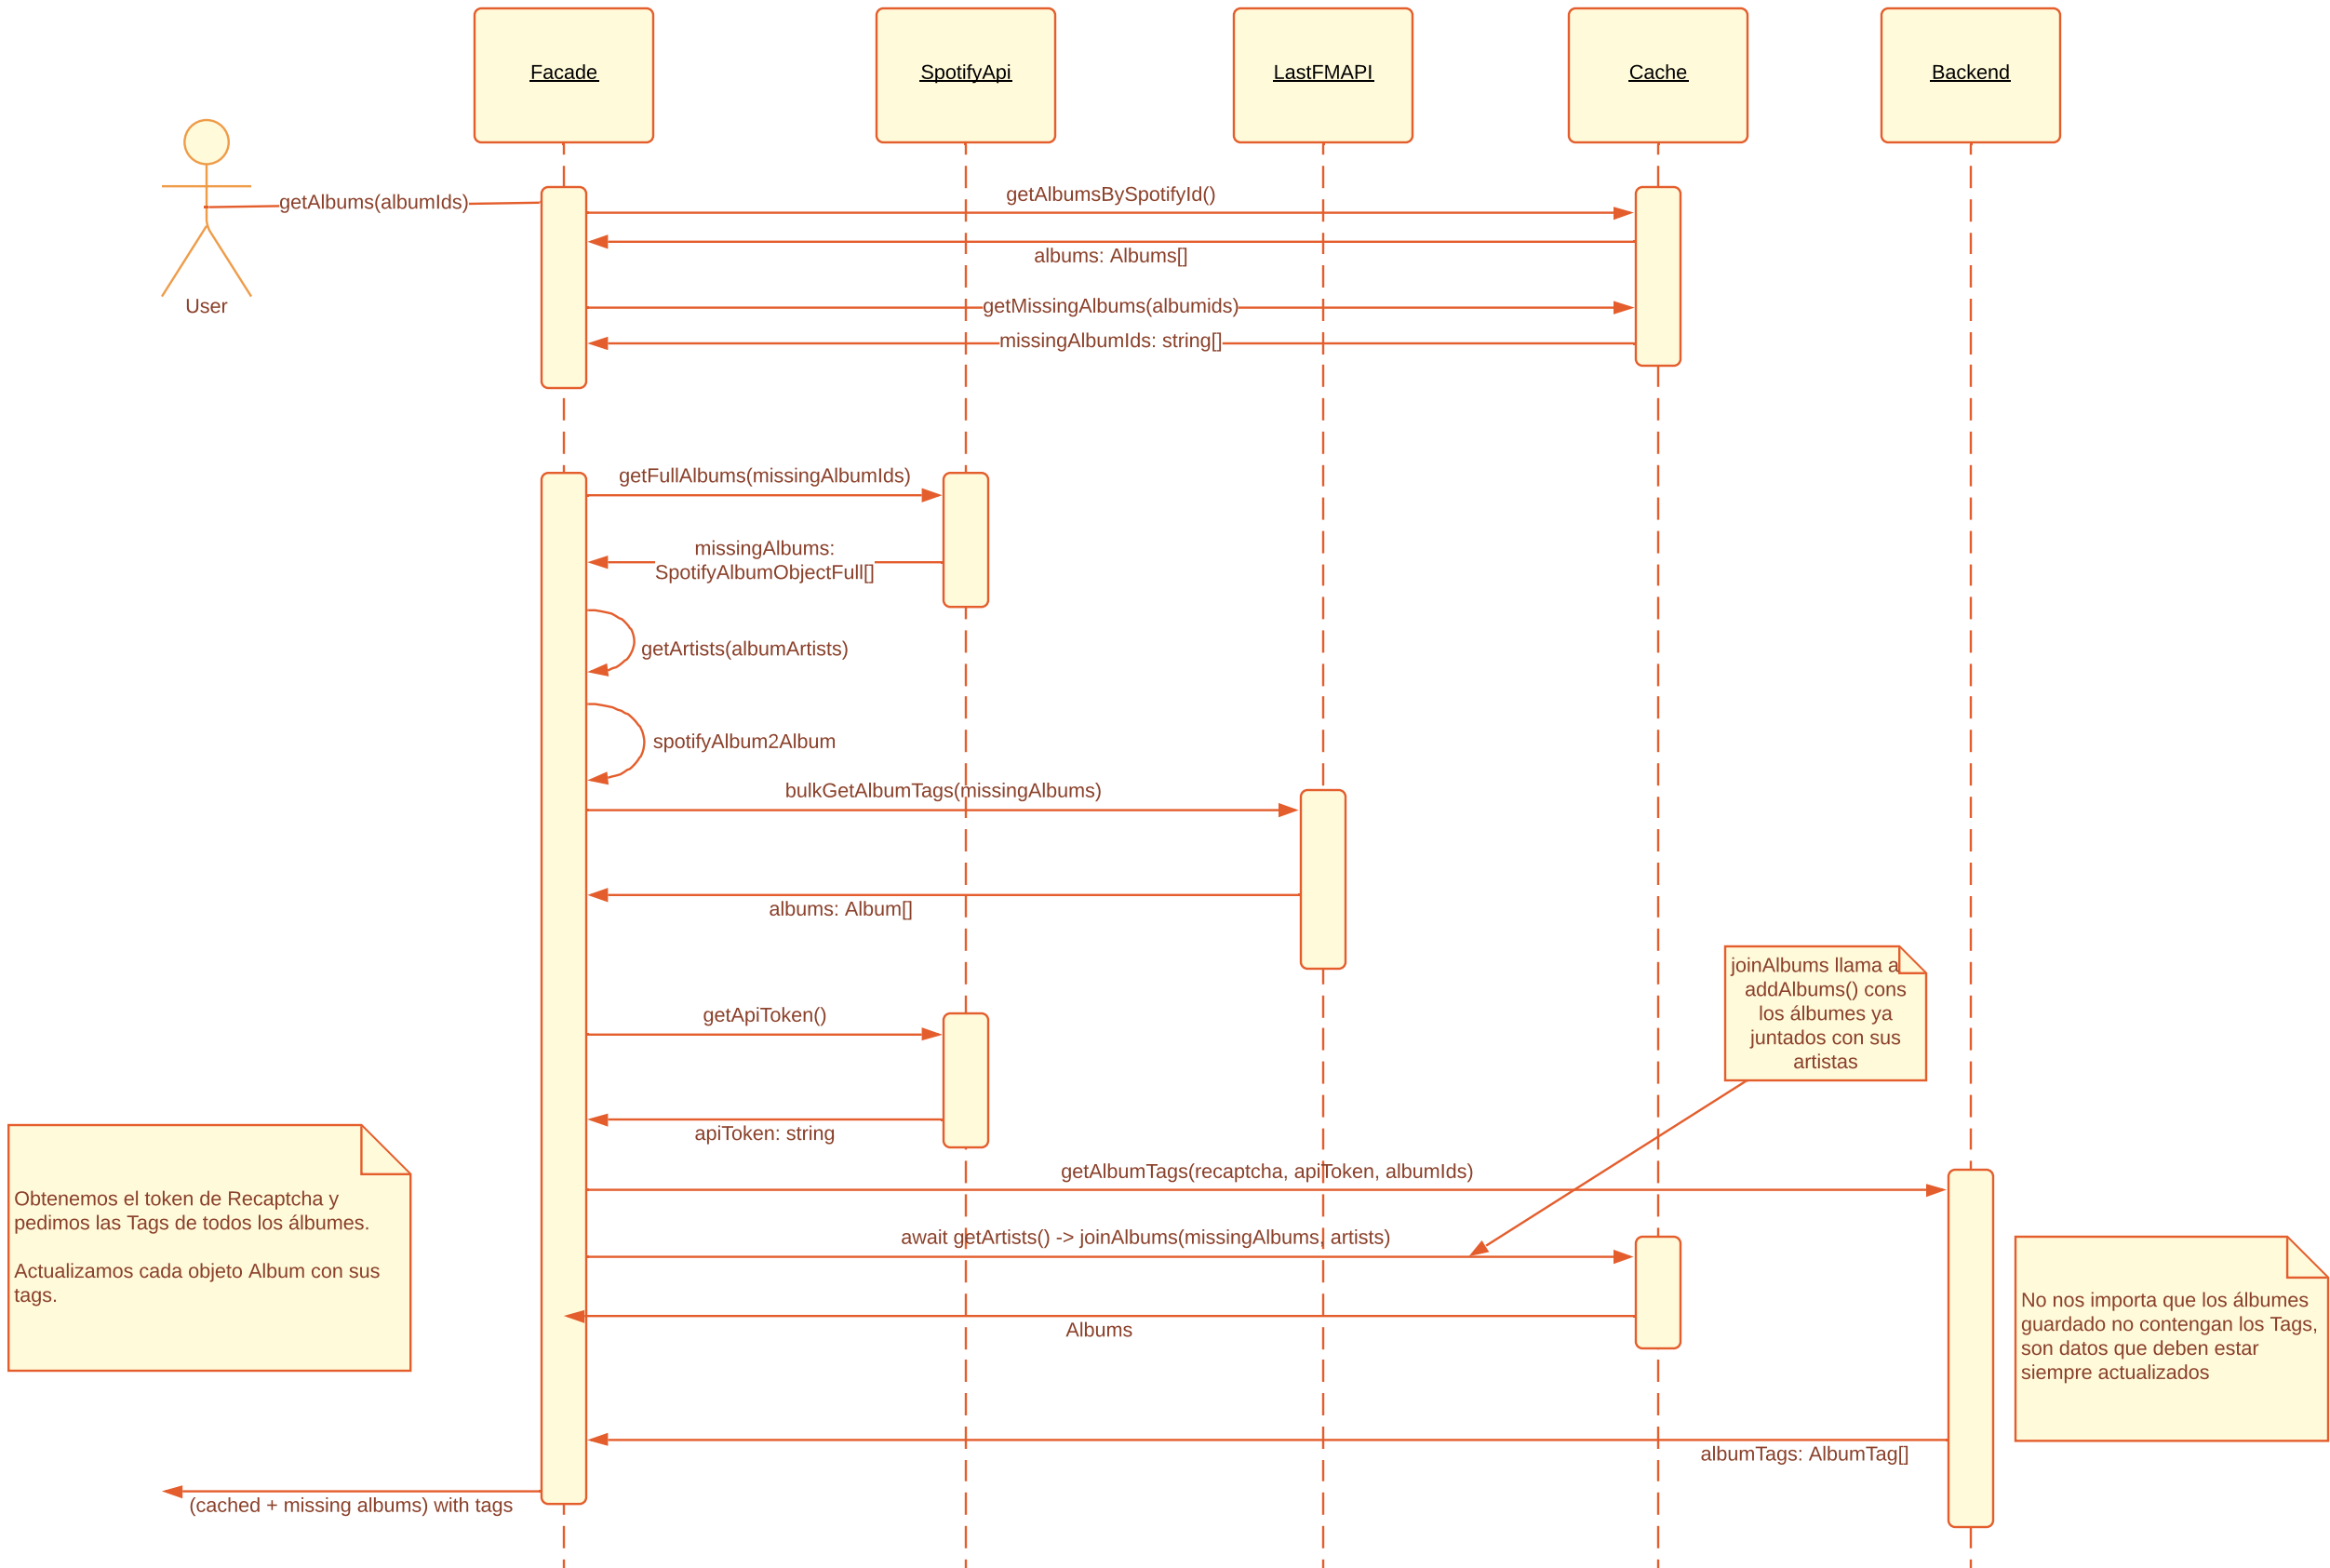 Facade
SpotifyApi
LastFMAPI
Cache
Backend
User
getAlbums(albumIds)
getAlbumsBySpotifyId()
albums: Albums[]
getMissingAlbums(albumids)
missingAlbumIds: string[]
getFullAlbums(missingAlbumIds)
missingAlbums:
SpotifyAlbumObjectFull[]
getArtists(albumArtists)
spotifyAlbum2Album
bulkGetAlbumTags(missingAlbums)
albums: Album[]
joinAlbums llama a
addAlbums() cons
los álbumes ya
juntados con sus
artistas
getApiToken()
apiToken: string
getAlbumTags(recaptcha, apiToken, albumIds)
Obtenemos el token de Recaptcha y
pedimos las Tags de todos los álbumes.
Actualizamos cada objeto Album con sus
tags.
await getArtists() -> joinAlbums(missingAlbums, artists)
Albums
No nos importa que los álbumes
guardado no contengan los Tags,
son datos que deben estar
siempre actualizados
albumTags: AlbumTag[]
(cached + missing albums) with tags